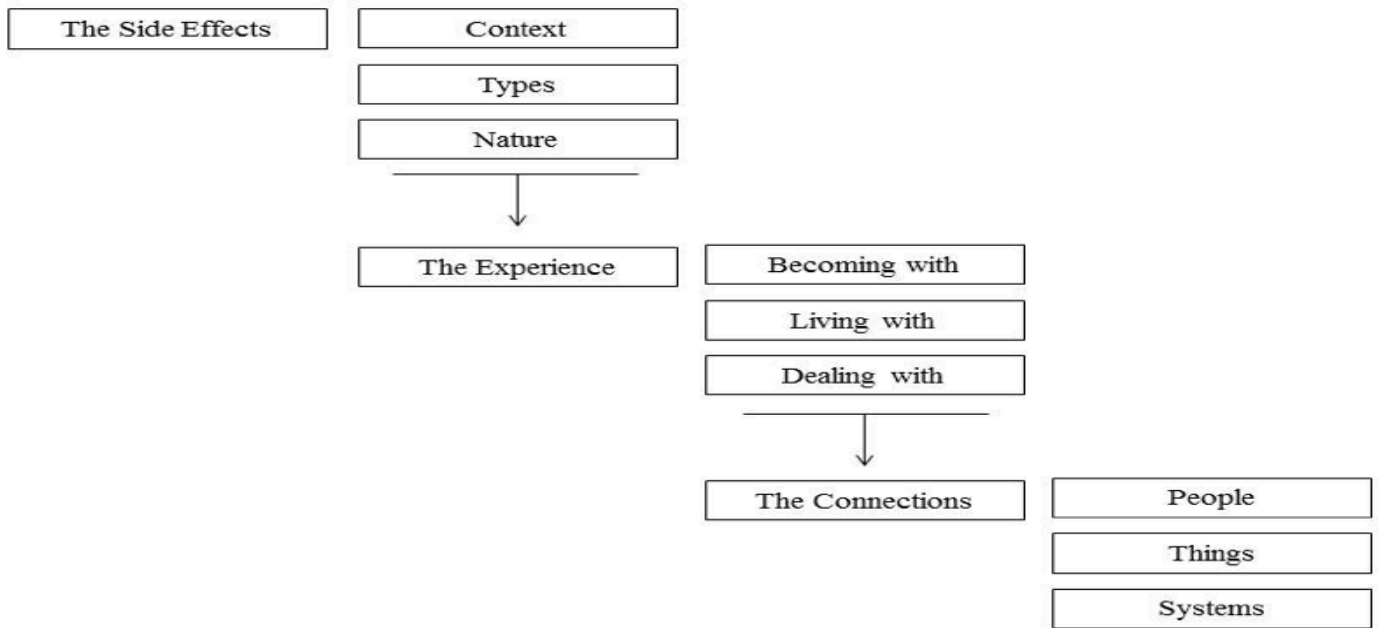 The Side Effects
Context
Types
Nature
The Experience
Becoming with
Living with
Dealing with
The Connections
People
Things
Systems